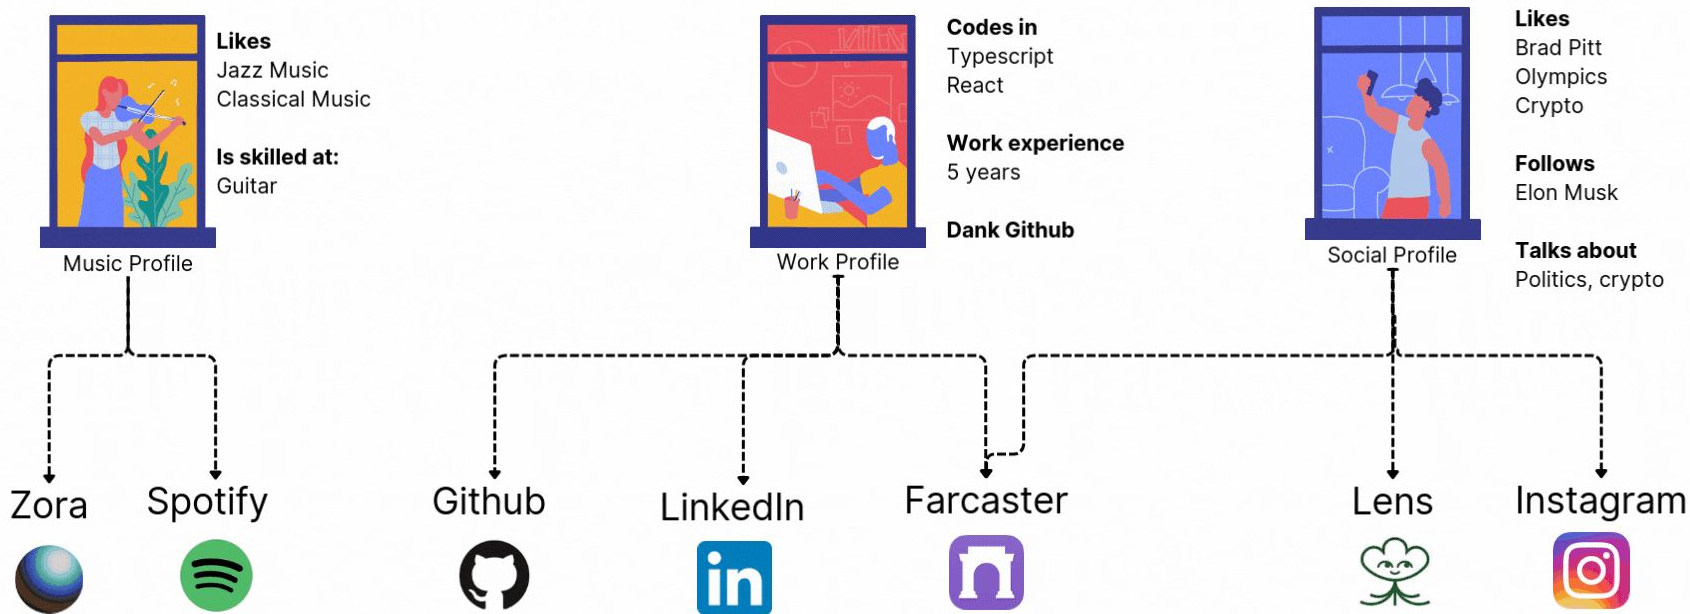 Likes
Jazz Music
Classical Music
Is skilled at:
Guitar
Music Profile
Codes in
Typescript
React
Work experience
5 years
Dank Github
Work Profile
Likes
Brad Pitt
Olympics
Crypto
Follows
Elon Musk
Talks about
Politics, crypto
Social Profile
Zora
Spotify
Github
LinkedIn
Farcaster
Lens
Instagram
in